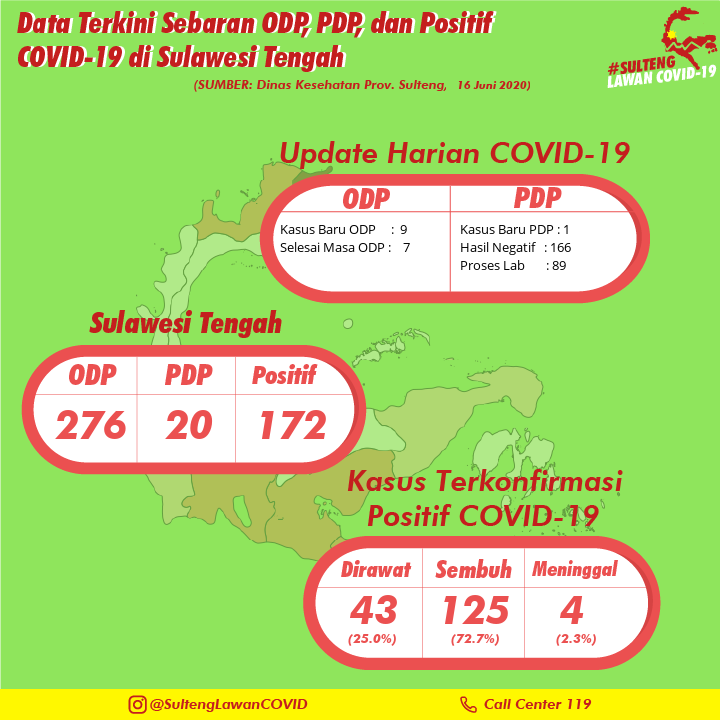 Data Terkini Sebaran ODP, PDP, dan Positif
COVID-19 di Sulawesi Tengah
(SUMBER: Dinas Kesehatan Prov. Sulteng, 16 Juni 2020)
#SULTENG
LAWAN COVID-19
Update Harian COVID-19
ODP PDP
Kasus Baru ODP : 9
Selesai Masa ODP : 7
Kasus Baru PDP : 1
Hasil Negatif : 166
Proses Lab : 89
Sulawesi Tengah
ODP PDP Positif
276 20 172
Kasus Terkonfirmasi
Positif COVID-19
Dirawat Sembuh Meninggal
43 125 4
(25.0%) (72.7%) (2.3%)
@SultengLawanCOVID Call Center 119